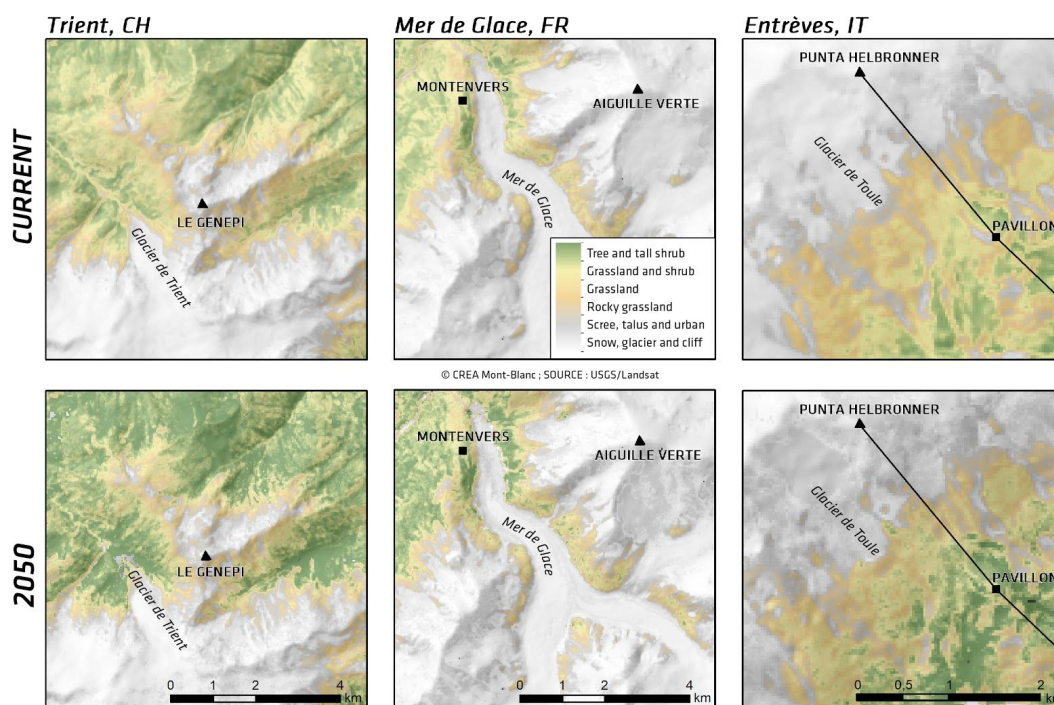 Trient, CH
Mer de Glace, FR
Entrèves, IT
CURRENT
LE GENEPI
Glacier de Trient
MONTENVERS
AIGUILLE VERTE
Mer de Glace
Tree and tall shrub
Grassland and shrub
Grassland
Rocky grassland
Scree, talus and urban
Snow, glacier and cliff
PUNTA HELBRONNER
Glacier de Toule
PAVILLON
© CREA Mont-Blanc ; SOURCE : USGS/Landsat
2050
LE GENEPI
Glacier de Trient
0 1 2 4
km
MONTENVERS
AIGUILLE VERTE
Mer de Glace
0 1 2 4
km
PUNTA HELBRONNER
Glacier de Toule
PAVILLON
0 0.5 1 2
km